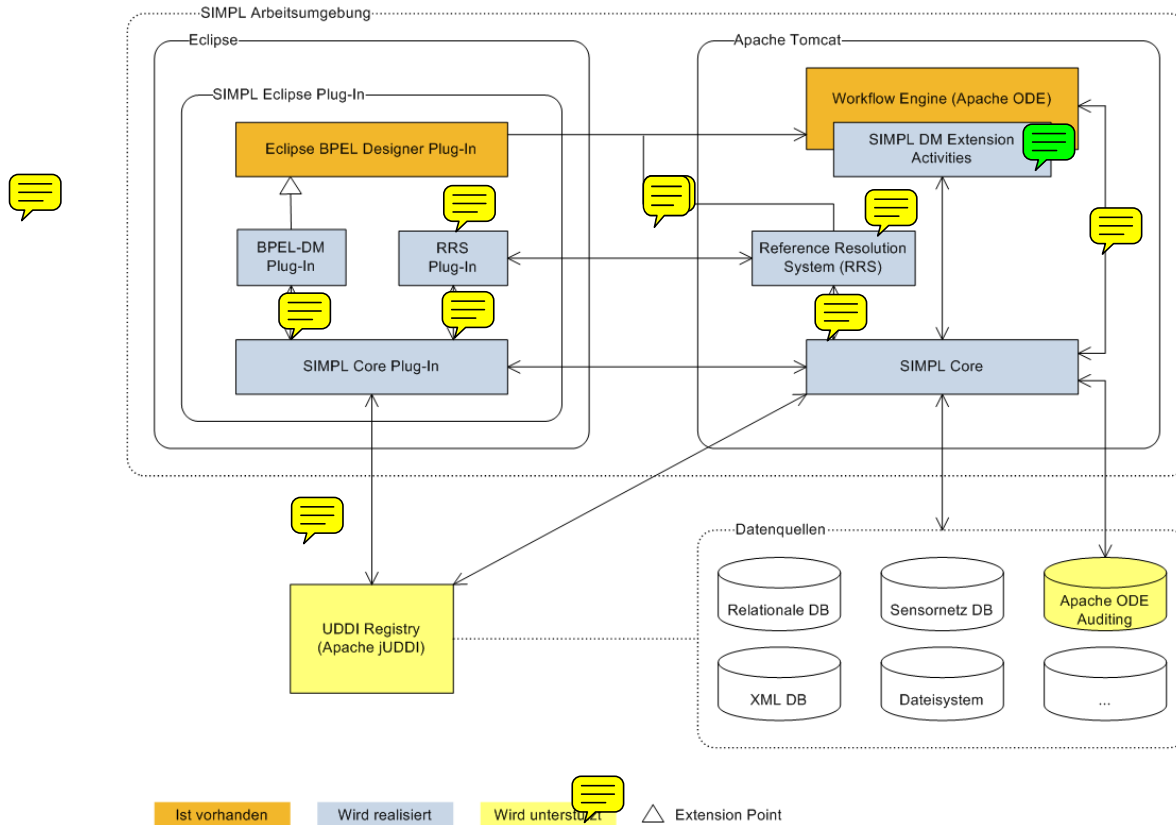 SIMPL Arbeitsumgebung
Eclipse
Apache Tomcat
SIMPL Eclipse Plug-In
Workflow Engine (Apache ODE)
Eclipse BPEL Designer Plug-In
SIMPL DM Extension
Activities
BPEL-DM
Plug-In
RRS
Plug-In
Reference Resolution
System (RRS)
SIMPL Core Plug-In
SIMPL Core
Datenquellen
Relationale DB
Sensornetz DB
Apache ODE
Auditing
UDDI Registry
(Apache jUDDI)
XML DB
Dateisystem
...
Ist vorhanden
Wird realisiert
Wird unterstützt
Extension Point